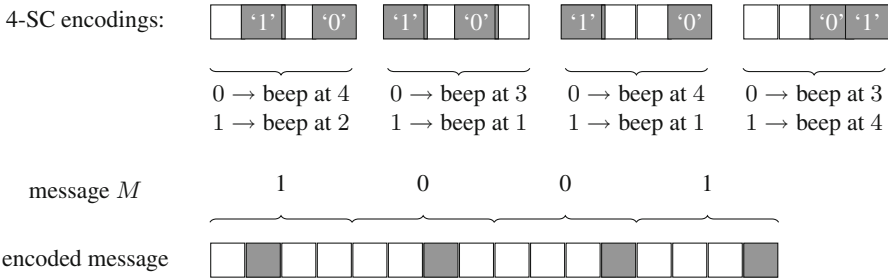 4-SC encodings: ‘1’ ‘0’ ‘1’ ‘0’ ‘1’ ‘0’ ‘0’ ‘1’
0 → beep at 4 0 → beep at 3 0 → beep at 4 0 → beep at 3
1 → beep at 2 1 → beep at 1 1 → beep at 1 1 → beep at 4
message M 1 0 0 1
encoded message